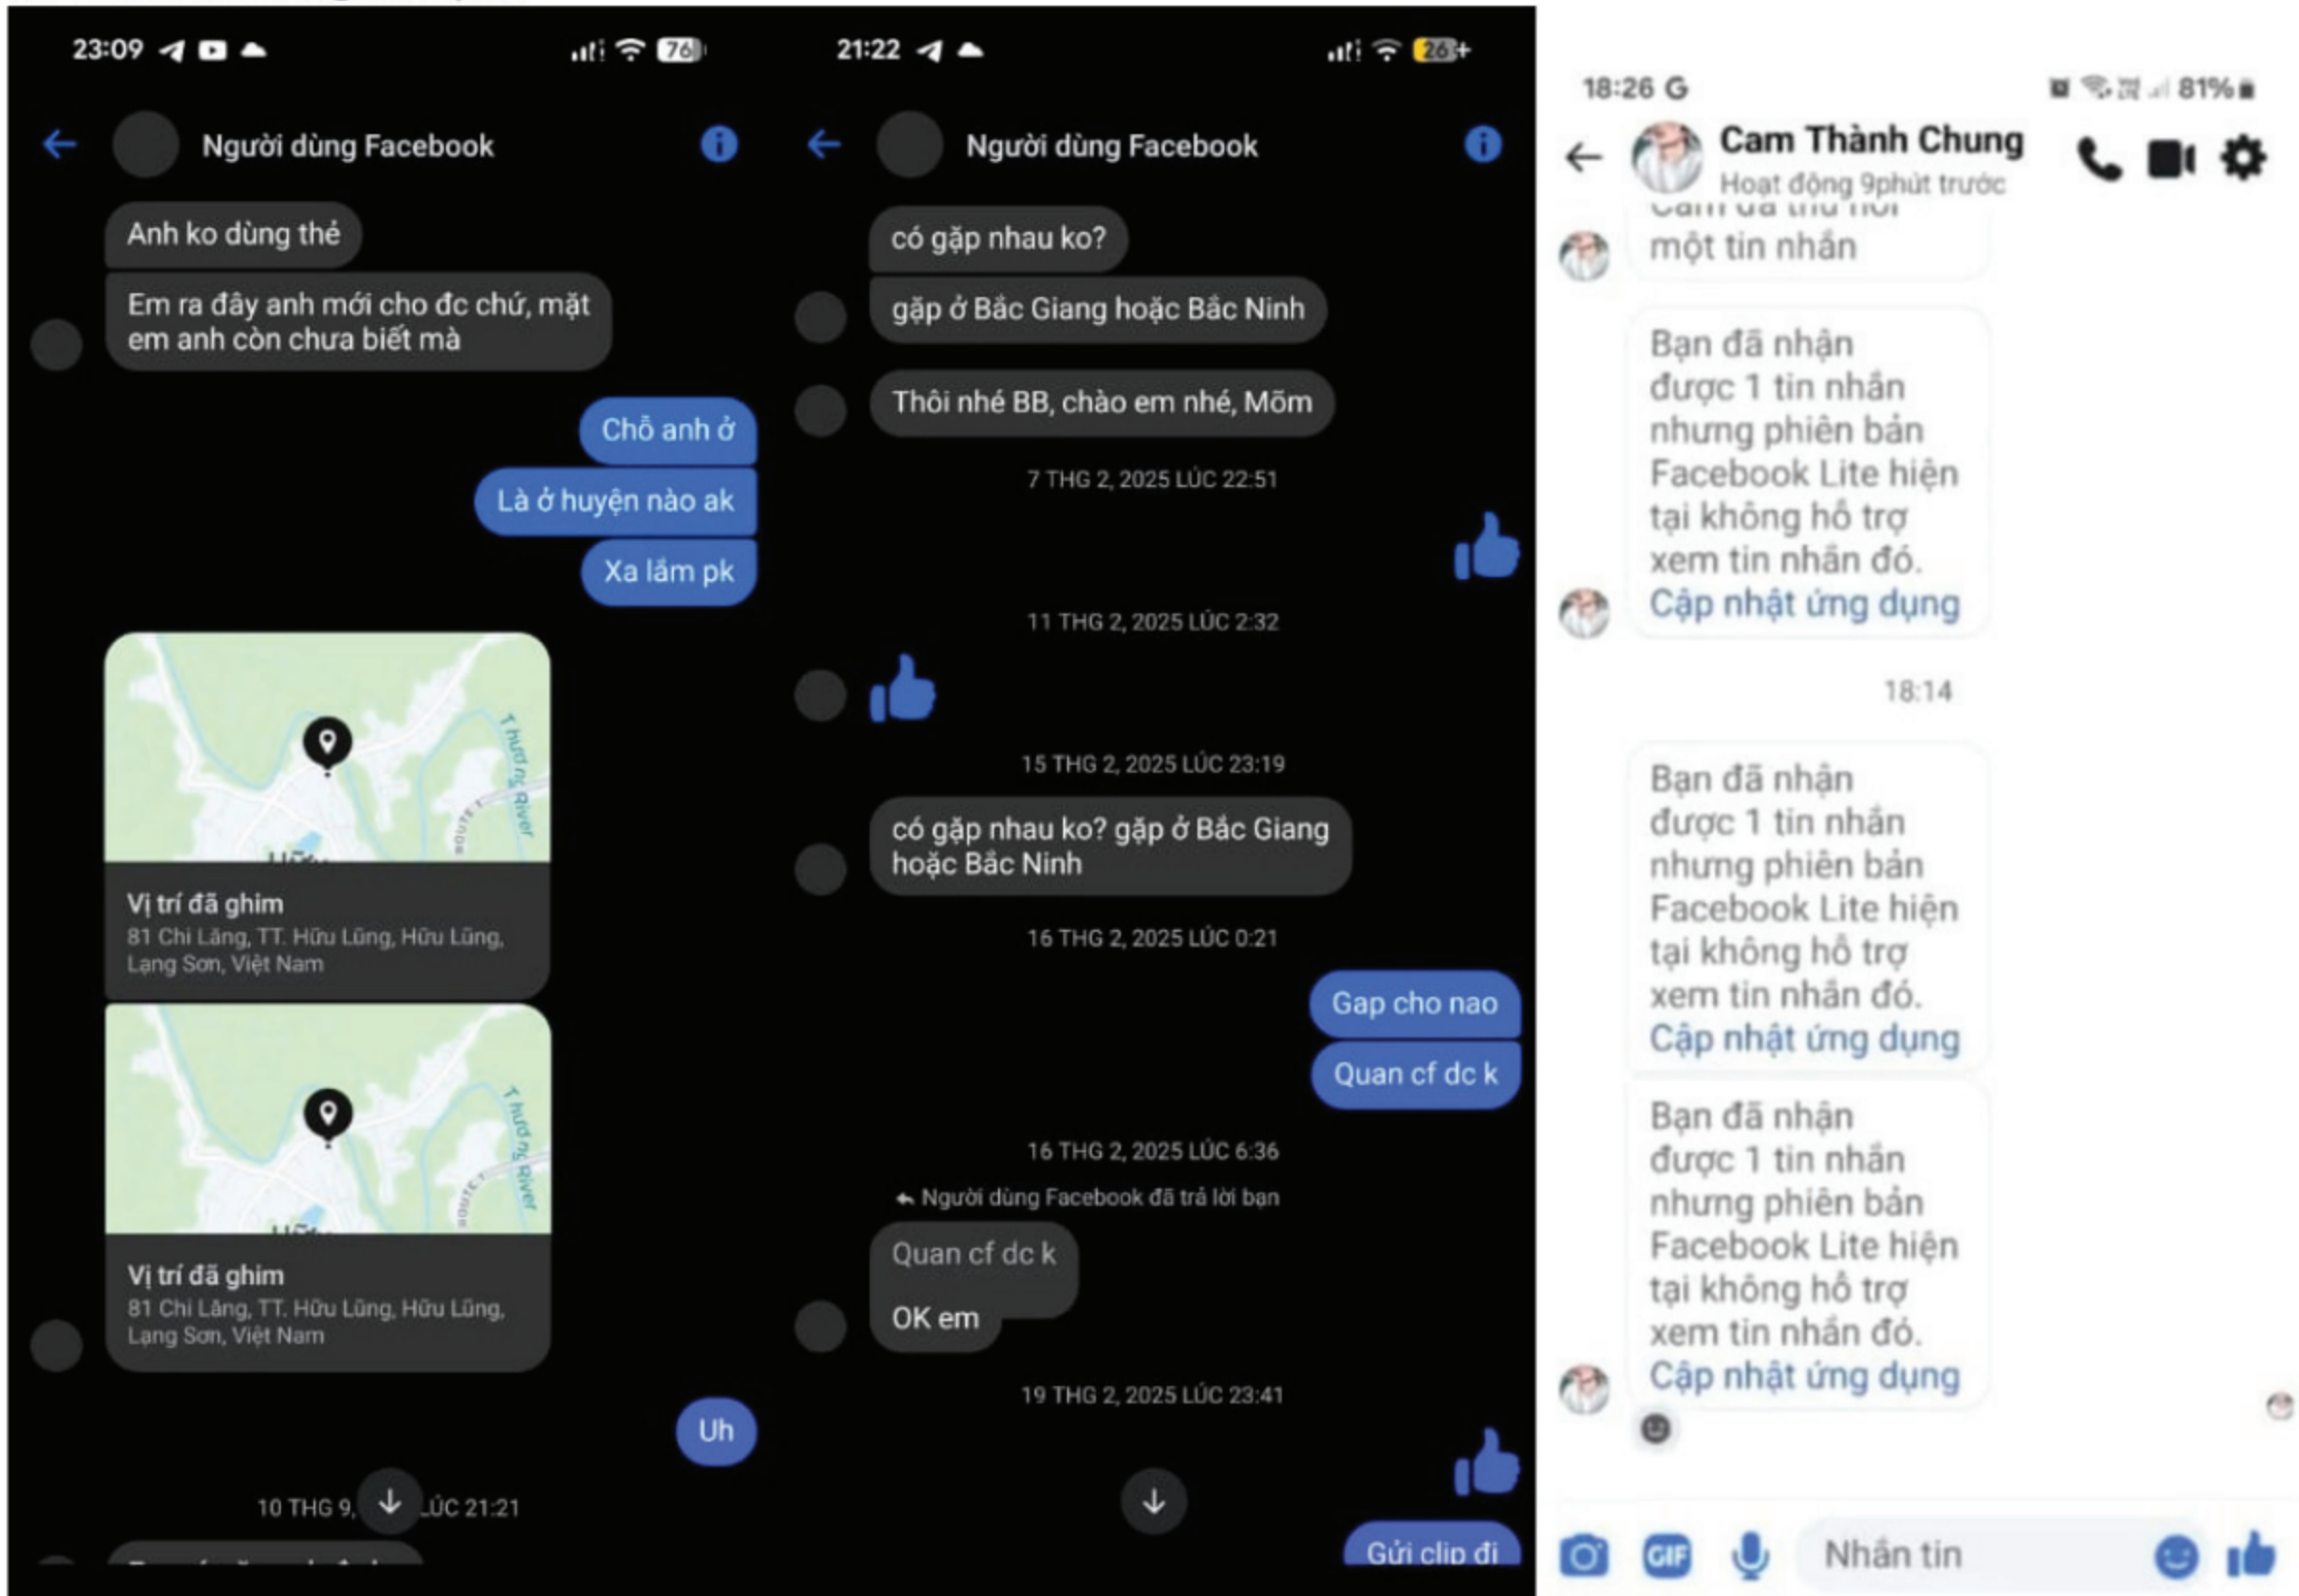 23:09
76
Người dùng Facebook
Anh ko dùng thẻ
Em ra đây anh mới cho đc chứ, mặt
em anh còn chưa biết mà
Chỗ anh ở
Là ở huyện nào ak
Xa lắm pk
Thương River
ROUTE 1
Vị trí đã ghim
81 Chi Lăng, TT. Hữu Lũng, Hữu Lũng,
Lạng Sơn, Việt Nam
Thương River
ROUTE 1
Vị trí đã ghim
81 Chi Lăng, TT. Hữu Lũng, Hữu Lũng,
Lạng Sơn, Việt Nam
Uh
10 THG 9, LÚC 21:21
21:22
26+
Người dùng Facebook
có gặp nhau ko?
gặp ở Bắc Giang hoặc Bắc Ninh
Thôi nhé BB, chào em nhé, Mõm
7 THG 2, 2025 LÚC 22:51
11 THG 2, 2025 LÚC 2:32
15 THG 2, 2025 LÚC 23:19
có gặp nhau ko? gặp ở Bắc Giang
hoặc Bắc Ninh
16 THG 2, 2025 LÚC 0:21
Gap cho nao
Quan cf dc k
16 THG 2, 2025 LÚC 6:36
Người dùng Facebook đã trả lời bạn
Quan cf dc k
OK em
19 THG 2, 2025 LÚC 23:41
Gửi clip đi
18:26 G
81%
Cam Thành Chung
Hoạt động 9phút trước
một tin nhắn
Bạn đã nhận
được 1 tin nhắn
nhưng phiên bản
Facebook Lite hiện
tại không hỗ trợ
xem tin nhắn đó.
Cập nhật ứng dụng
18:14
Bạn đã nhận
được 1 tin nhắn
nhưng phiên bản
Facebook Lite hiện
tại không hỗ trợ
xem tin nhắn đó.
Cập nhật ứng dụng
Bạn đã nhận
được 1 tin nhắn
nhưng phiên bản
Facebook Lite hiện
tại không hỗ trợ
xem tin nhắn đó.
Cập nhật ứng dụng
GIF
Nhắn tin